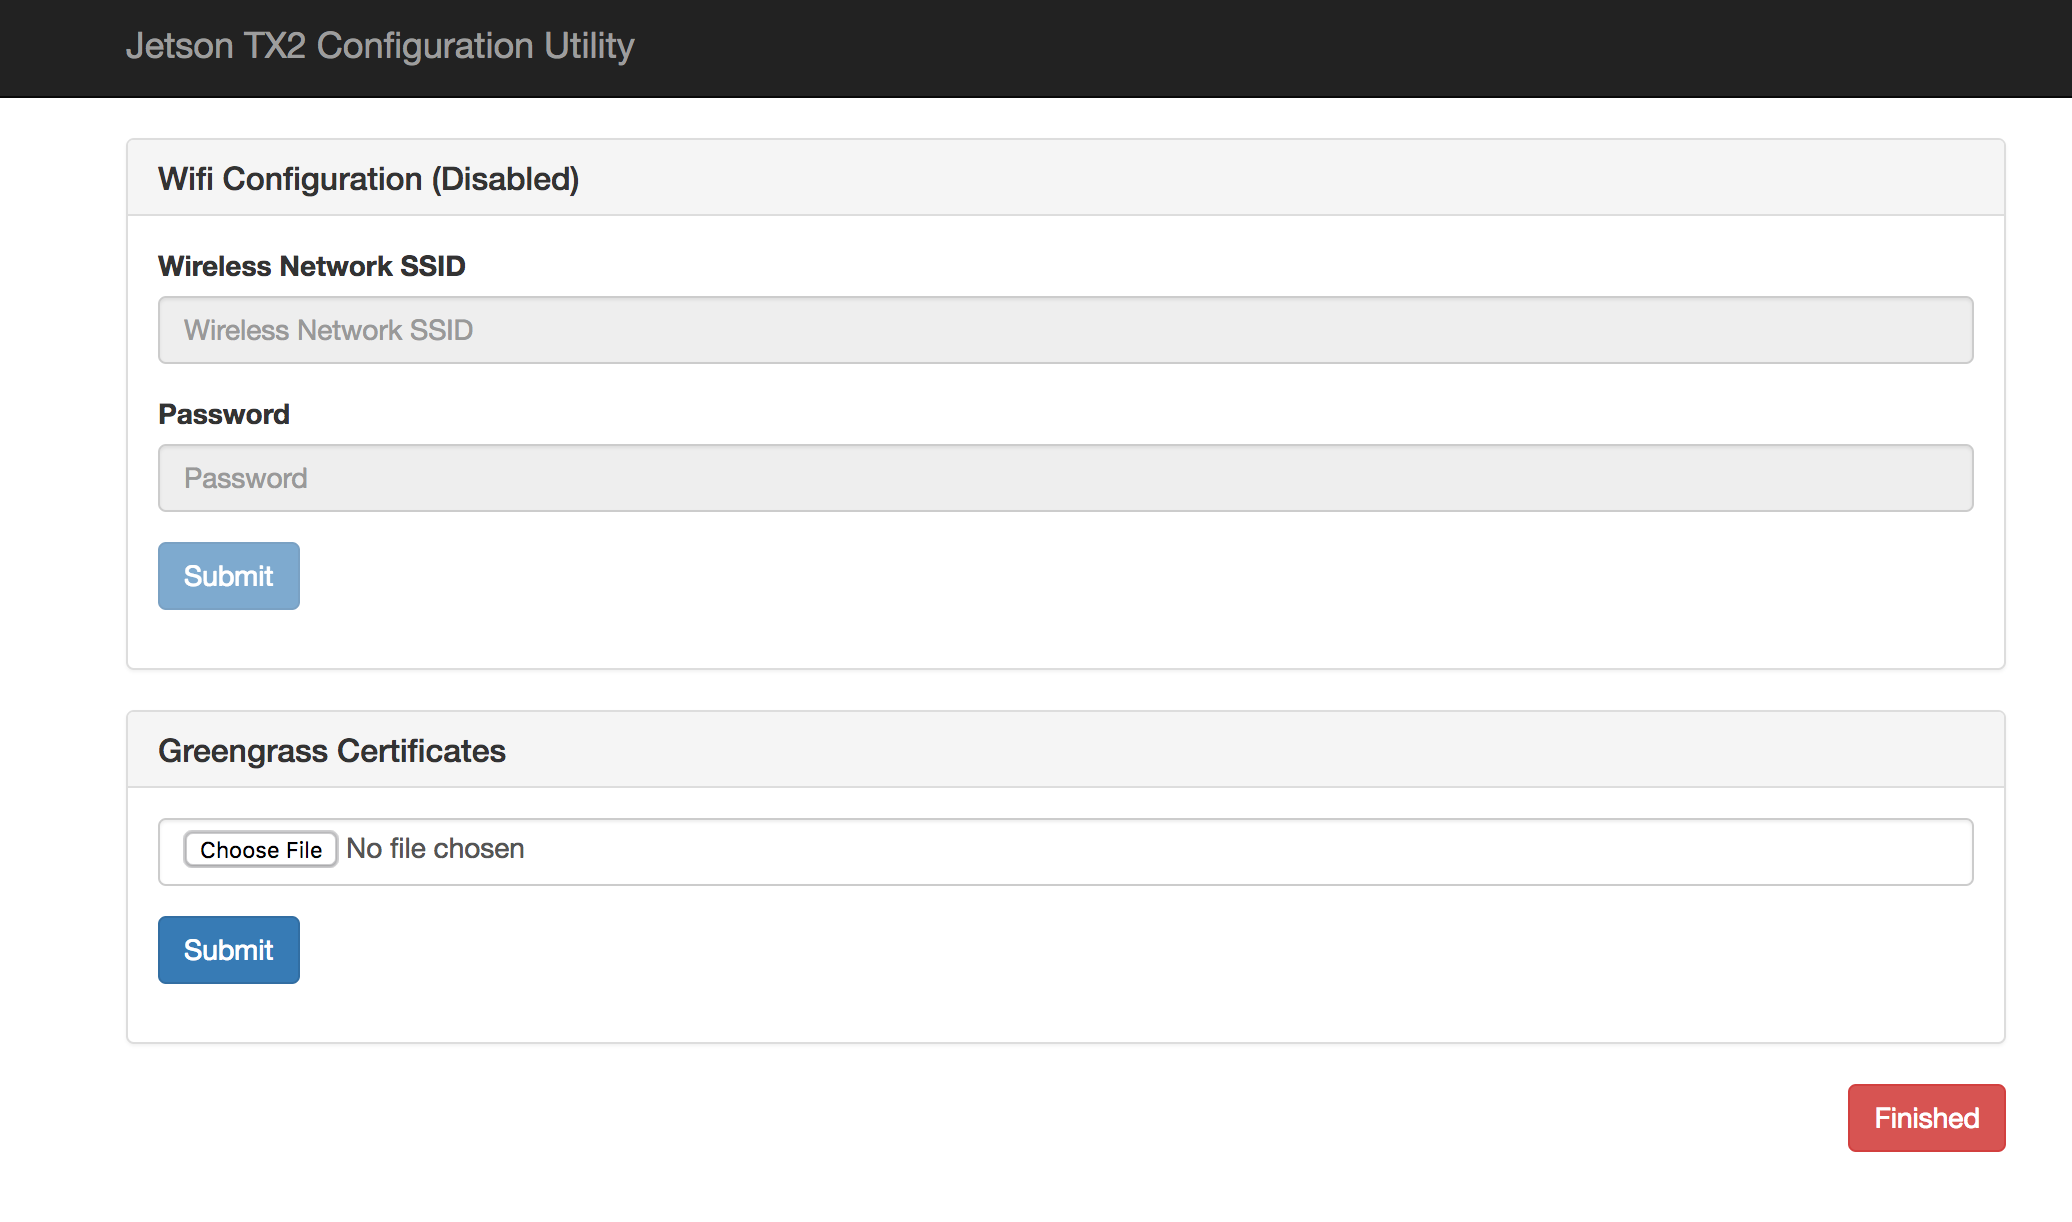 Jetson TX2 Configuration Utility
Wifi Configuration (Disabled)
Wireless Network SSID
Wireless Network SSID
Password
Password
Submit
Greengrass Certificates
Choose File No file chosen
Submit
Finished